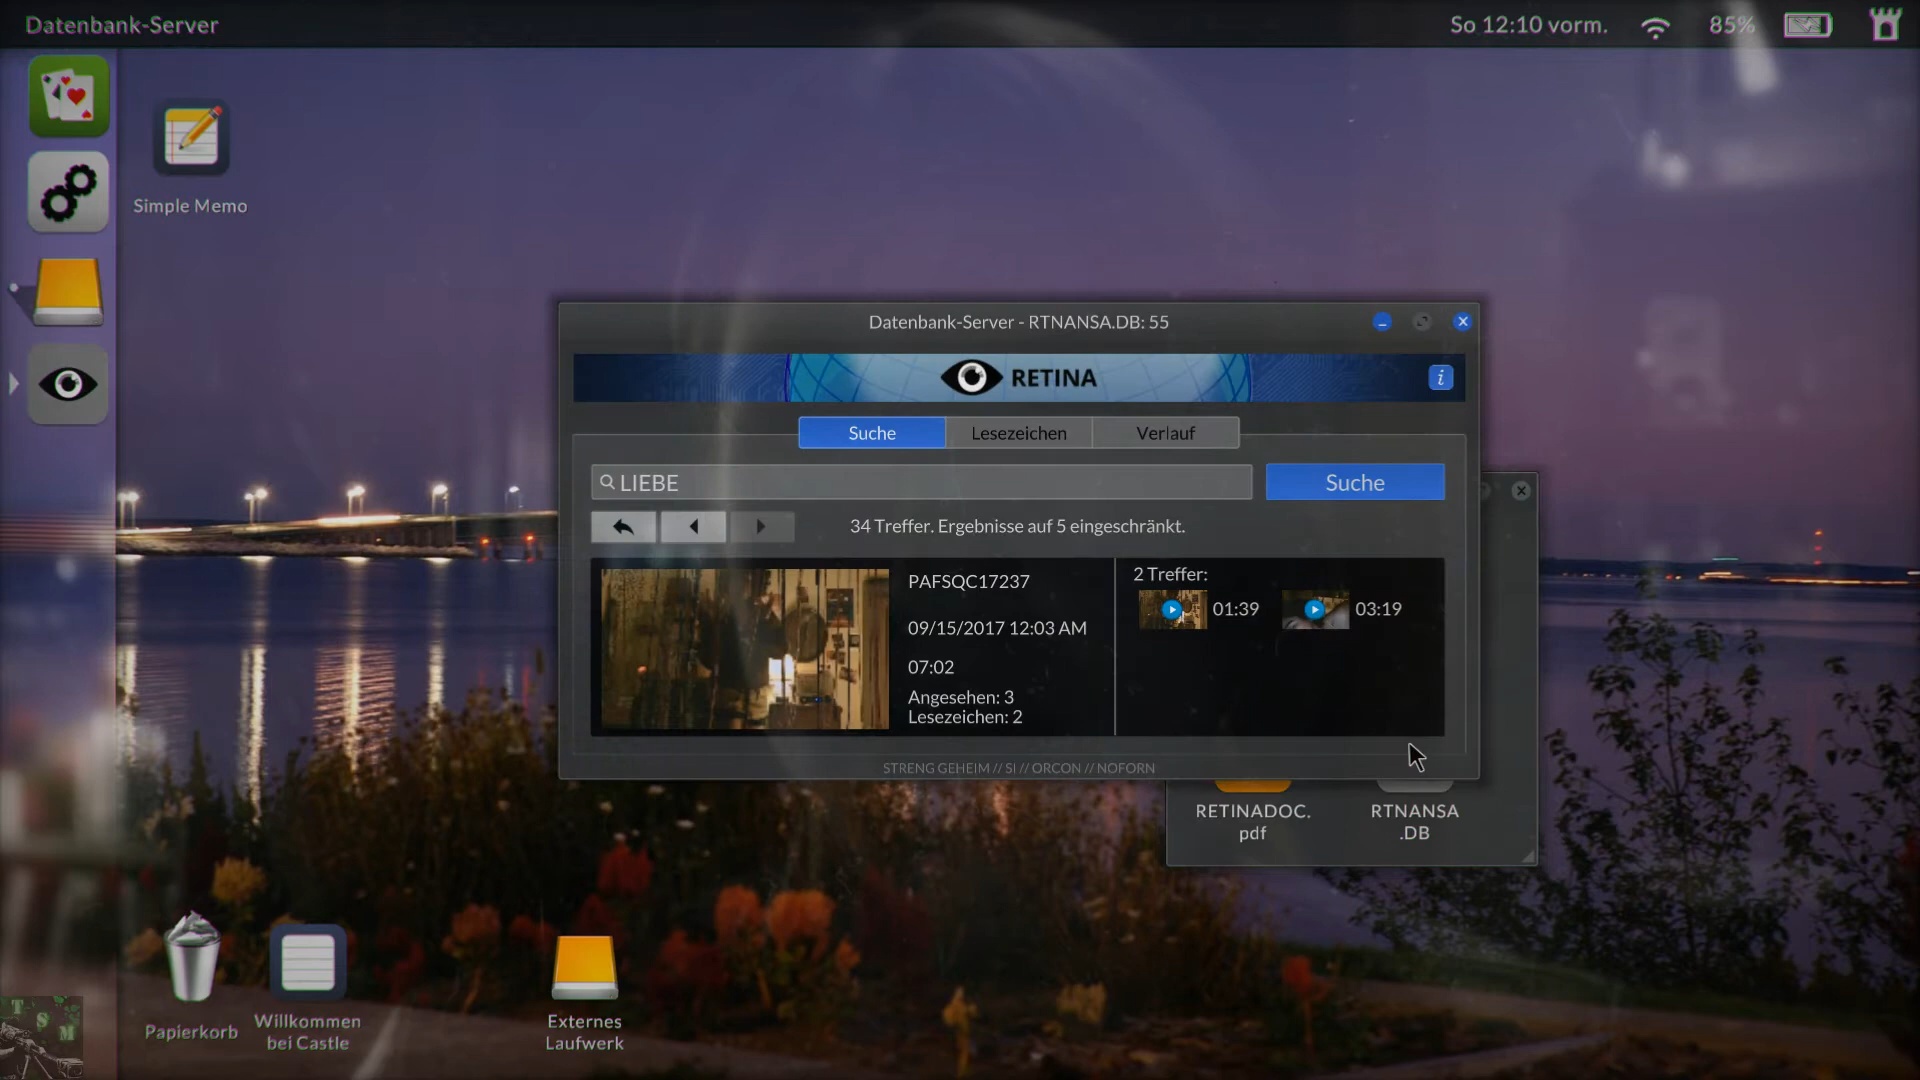 Datenbank-Server
So 12:10 vorm.
85%
Simple Memo
Datenbank-Server - RTNANSA.DB: 55
RETINA
i
Suche
Lesezeichen
Verlauf
LIEBE
Suche
34 Treffer. Ergebnisse auf 5 eingeschränkt.
PAFSQC17237
09/15/2017 12:03 AM
07:02
Angesehen: 3
Lesezeichen: 2
2 Treffer:
01:39
03:19
STRENG GEHEIM // SI // ORCON // NOFORN
RETINADOC.
pdf
RTNANSA
.DB
Papierkorb
Willkommen
bei Castle
Externes
Laufwerk
T S M